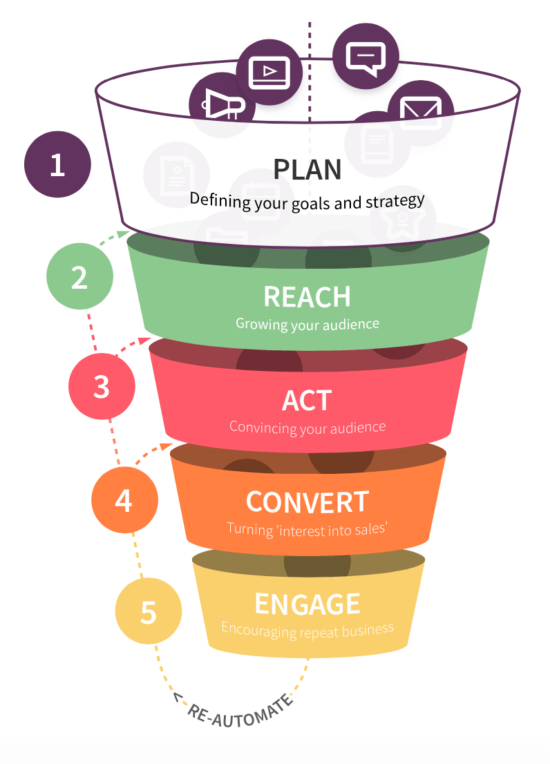 1
PLAN
Defining your goals and strategy
2
REACH
Growing your audience
3
ACT
Convincing your audience
4
CONVERT
Turning 'interest into sales'
5
ENGAGE
Encouraging repeat business
< RE-AUTOMATE